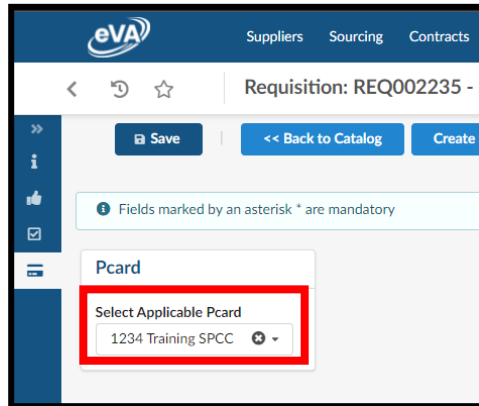 eVA Suppliers Sourcing Contracts
Requisition: REQ002235 -
Save << Back to Catalog Create
Fields marked by an asterisk * are mandatory
Pcard
Select Applicable Pcard
1234 Training SPCC